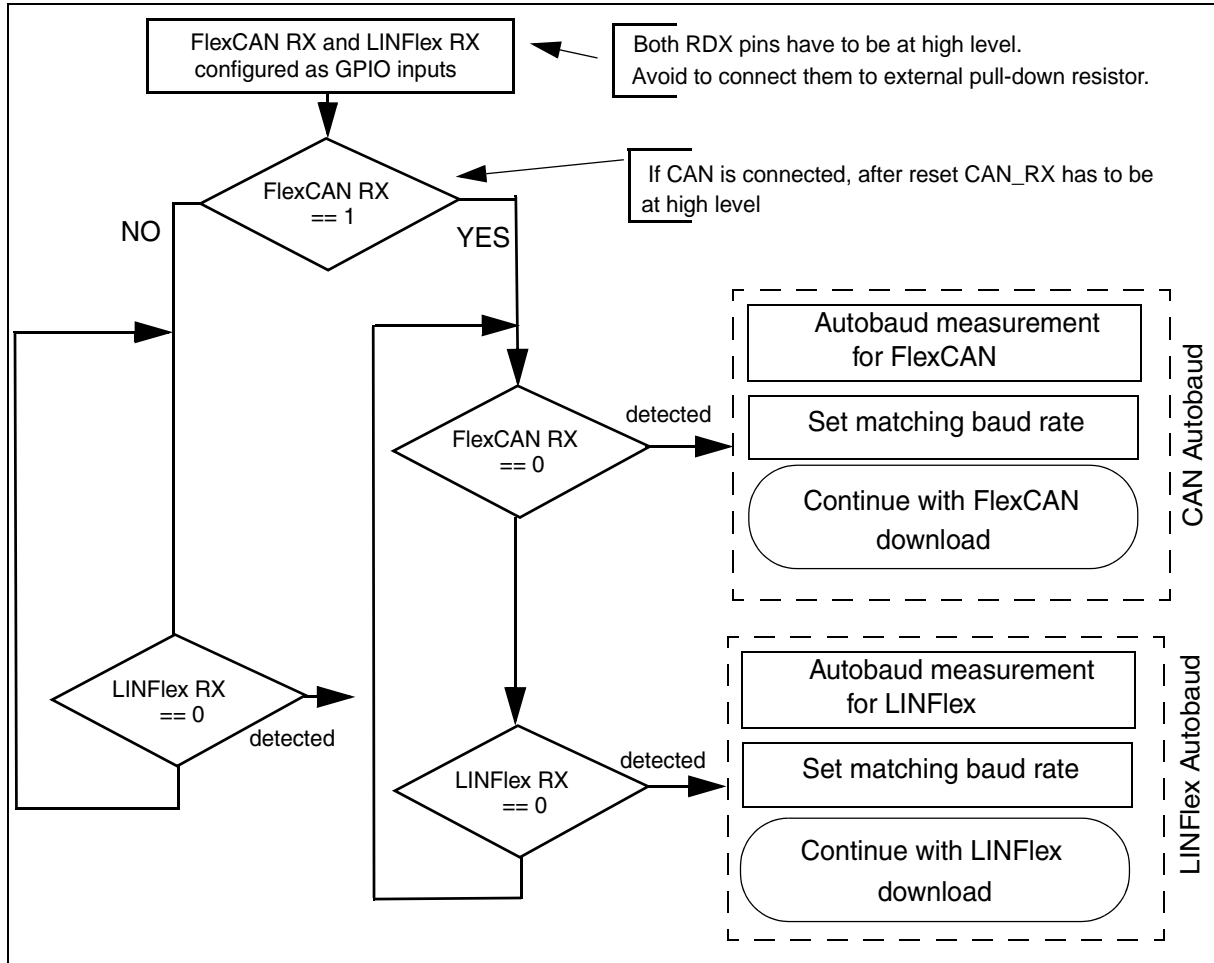 FlexCAN RX and LINFlex RX
configured as GPIO inputs
Both RDX pins have to be at high level.
Avoid to connect them to external pull-down resistor.
FlexCAN RX
== 1
If CAN is connected, after reset CAN_RX has to be
at high level
NO
YES
Autobaud measurement
for FlexCAN
Set matching baud rate
Continue with FlexCAN
download
CAN Autobaud
FlexCAN RX
== 0
detected
LINFlex RX
== 0
detected
LINFlex RX
== 0
detected
Autobaud measurement
for LINFlex
Set matching baud rate
Continue with LINFlex
download
LINFlex Autobaud